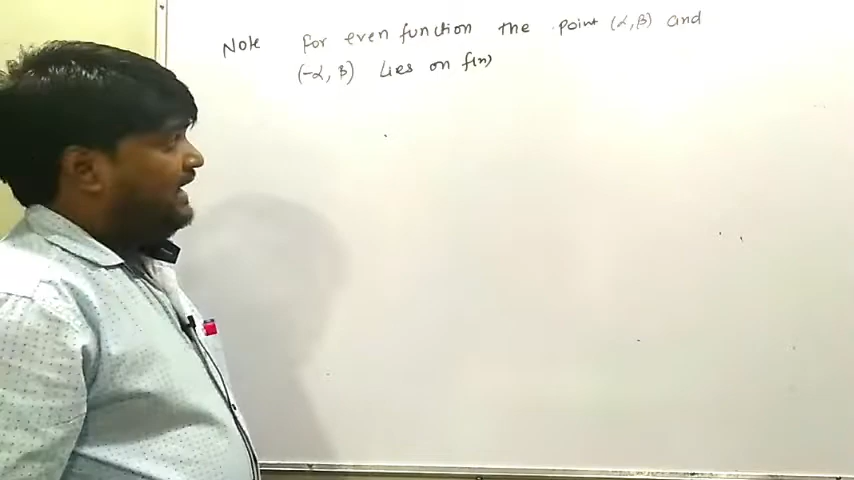 Note For even function the point (α,β) and
(-α, β) Lies on f(x)